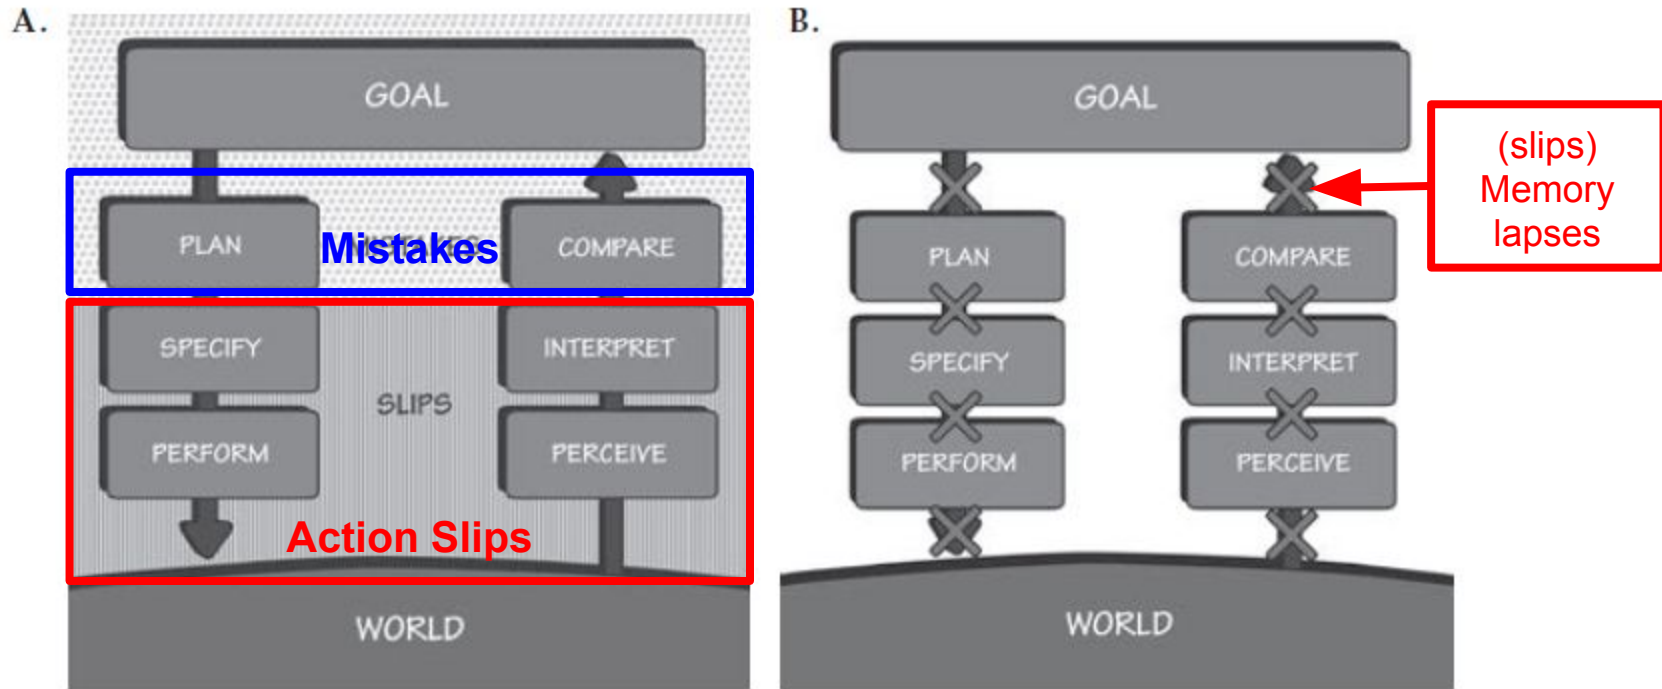 A.
GOAL
PLAN
Mistakes
COMPARE
SPECIFY
INTERPRET
SLIPS
PERFORM
PERCEIVE
Action Slips
WORLD
B.
GOAL
(slips)
Memory
lapses
PLAN
COMPARE
SPECIFY
INTERPRET
PERFORM
PERCEIVE
WORLD